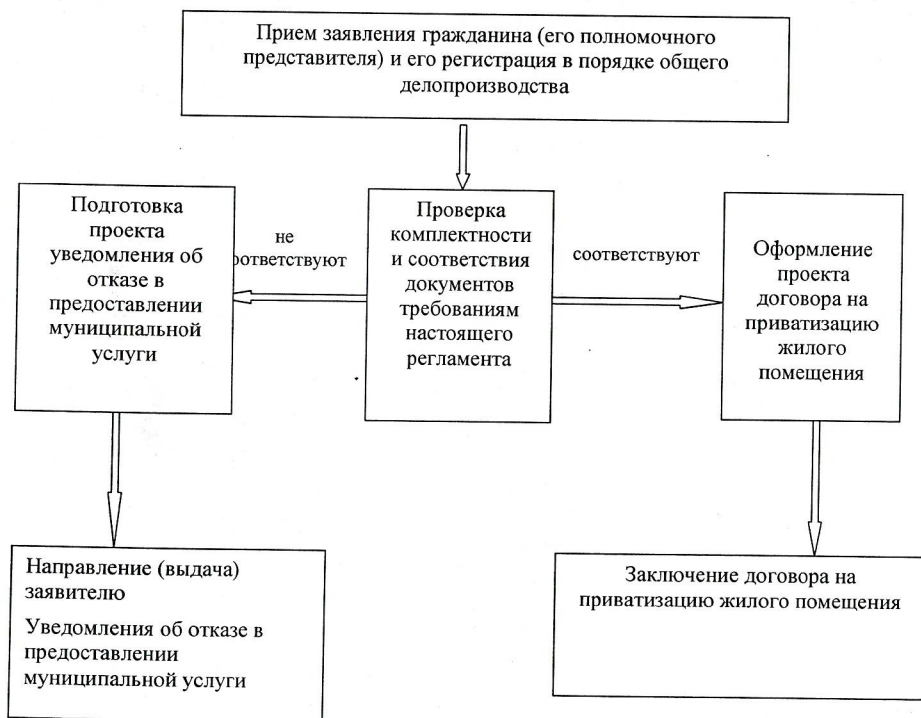 Прием заявления гражданина (его полномочного
представителя) и его регистрация в порядке общего
делопроизводства
Подготовка
проекта
уведомления об
отказе в
предоставлении
муниципальной
услуги
не
соответствуют
Проверка
комплектности
и соответствия
документов
требованиям
настоящего
регламента
соответствуют
Оформление
проекта
договора на
приватизацию
жилого
помещения
Направление (выдача)
заявителю
Уведомления об отказе в
предоставлении
муниципальной услуги
Заключение договора на
приватизацию жилого помещения